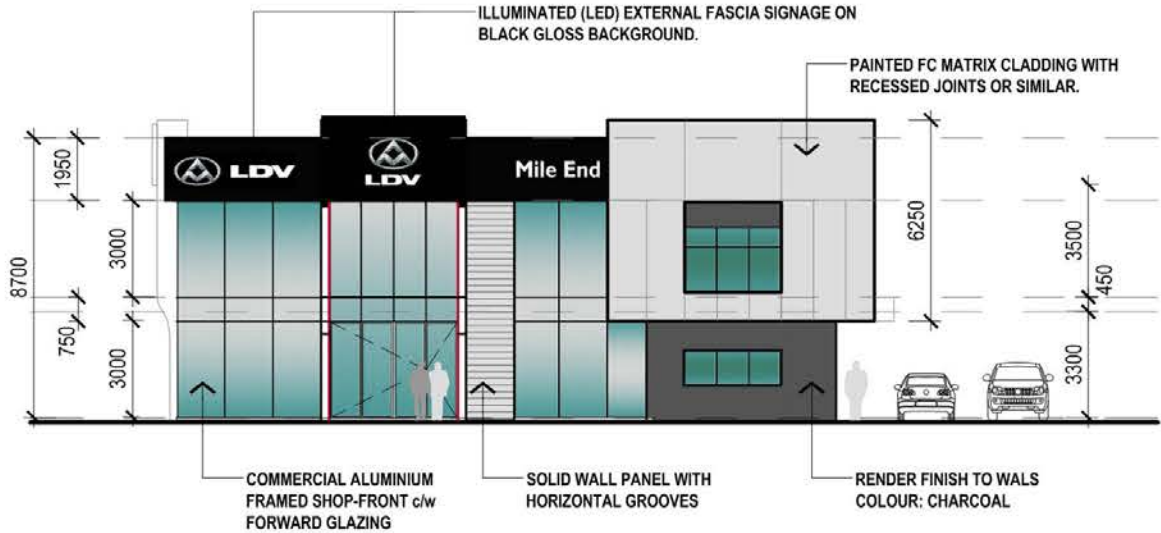 ILLUMINATED (LED) EXTERNAL FASCIA SIGNAGE ON
BLACK GLOSS BACKGROUND.
PAINTED FC MATRIX CLADDING WITH
RECESSED JOINTS OR SIMILAR.
LDV
LDV
Mile End
8700
1950
3000
750
3000
6250
3500
450
3300
COMMERCIAL ALUMINIUM
FRAMED SHOP-FRONT c/w
FORWARD GLAZING
SOLID WALL PANEL WITH
HORIZONTAL GROOVES
RENDER FINISH TO WALS
COLOUR: CHARCOAL